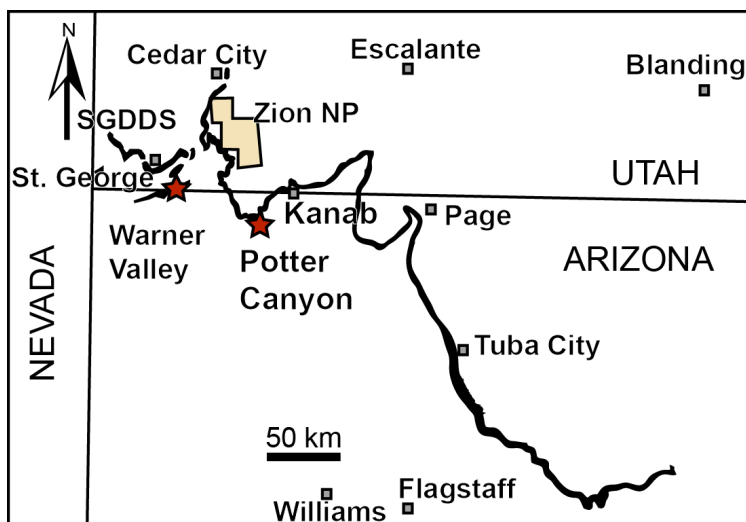 N
Cedar City
Escalante
Blanding
SGDDS
Zion NP
St. George
UTAH
Kanab
Page
Warner
Valley
Potter
Canyon
ARIZONA
NEVADA
Tuba City
50 km
Williams
Flagstaff